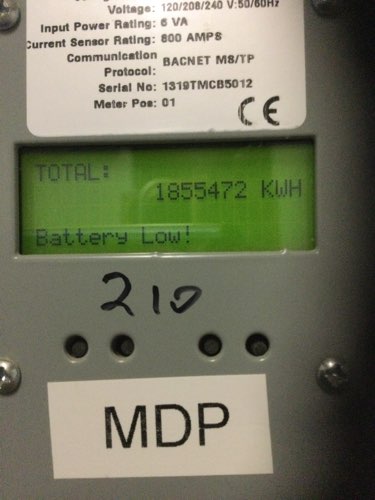 Voltage: 120/208/240 V:50/60Hz
Input Power Rating: 6 VA
Current Sensor Rating: 800 AMPS
Communication Protocol: BACNET MS/TP
Serial No: 1319TMCB5012
Meter Pos: 01
CE
TOTAL:
1855472 KWH
Battery Low!
210
MDP